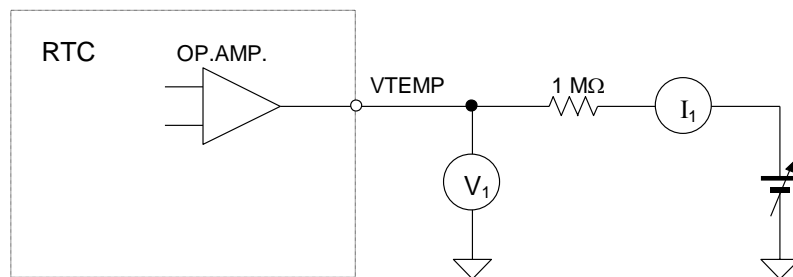 RTC
OP.AMP.
VTEMP
1 MΩ
I₁
V₁